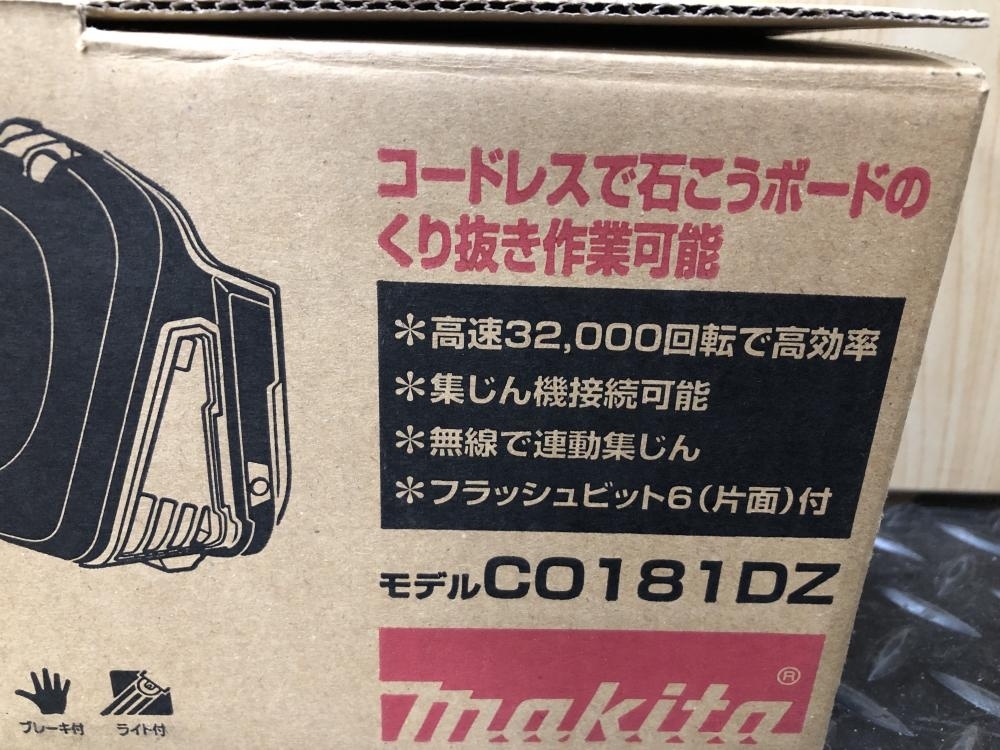 コードレスで石こうボードの
くり抜き作業可能
＊高速32,000回転で高効率
＊集じん機接続可能
＊無線で連動集じん
＊フラッシュビット6(片面)付
モデルCO181DZ
makita®
ブレーキ付 ライト付